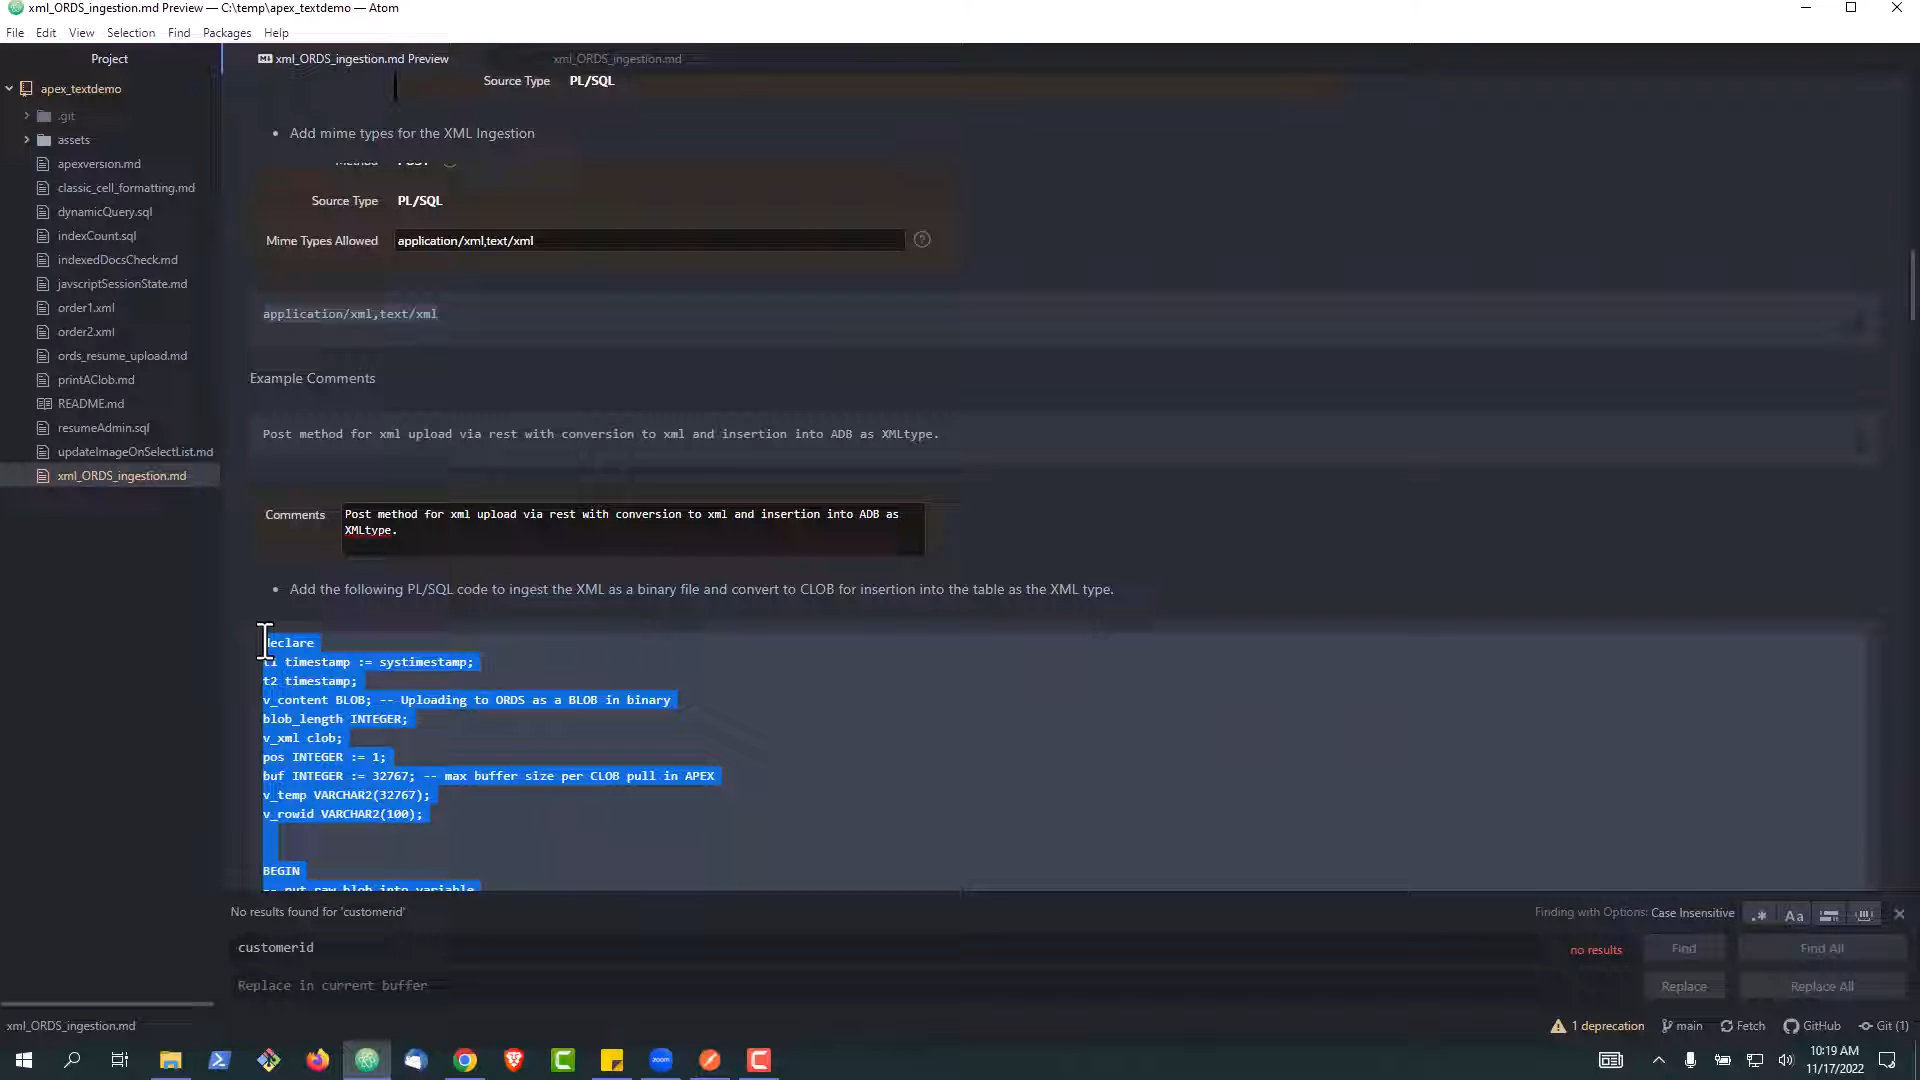 xml_ORDS_ingestion.md Preview — C:\temp\apex_textdemo — Atom
File Edit View Selection Find Packages Help
Project
xml_ORDS_ingestion.md Preview
xml_ORDS_ingestion.md
apex_textdemo
.git
assets
apexversion.md
classic_cell_formatting.md
dynamicQuery.sql
indexCount.sql
indexedDocsCheck.md
javscriptSessionState.md
order1.xml
order2.xml
ords_resume_upload.md
printAClob.md
README.md
resumeAdmin.sql
updateImageOnSelectList.md
xml_ORDS_ingestion.md
Source Type PL/SQL
• Add mime types for the XML Ingestion
Method POST
Source Type PL/SQL
Mime Types Allowed application/xml,text/xml ?
application/xml,text/xml
Example Comments
Post method for xml upload via rest with conversion to xml and insertion into ADB as XMLtype.
Comments Post method for xml upload via rest with conversion to xml and insertion into ADB as
XMLtype.
• Add the following PL/SQL code to ingest the XML as a binary file and convert to CLOB for insertion into the table as the XML type.
declare
t1 timestamp := systimestamp;
t2 timestamp;
v_content BLOB; -- Uploading to ORDS as a BLOB in binary
blob_length INTEGER;
v_xml clob;
pos INTEGER := 1;
buf INTEGER := 32767; -- max buffer size per CLOB pull in APEX
v_temp VARCHAR2(32767);
v_rowid VARCHAR2(100);
BEGIN
-- put raw blob into variable
No results found for 'customerid'
Finding with Options: Case Insensitive
.* Aa
customerid
no results Find Find All
Replace in current buffer
Replace Replace All
xml_ORDS_ingestion.md
1 deprecation main Fetch GitHub Git (1)
zoom
10:19 AM
11/17/2022